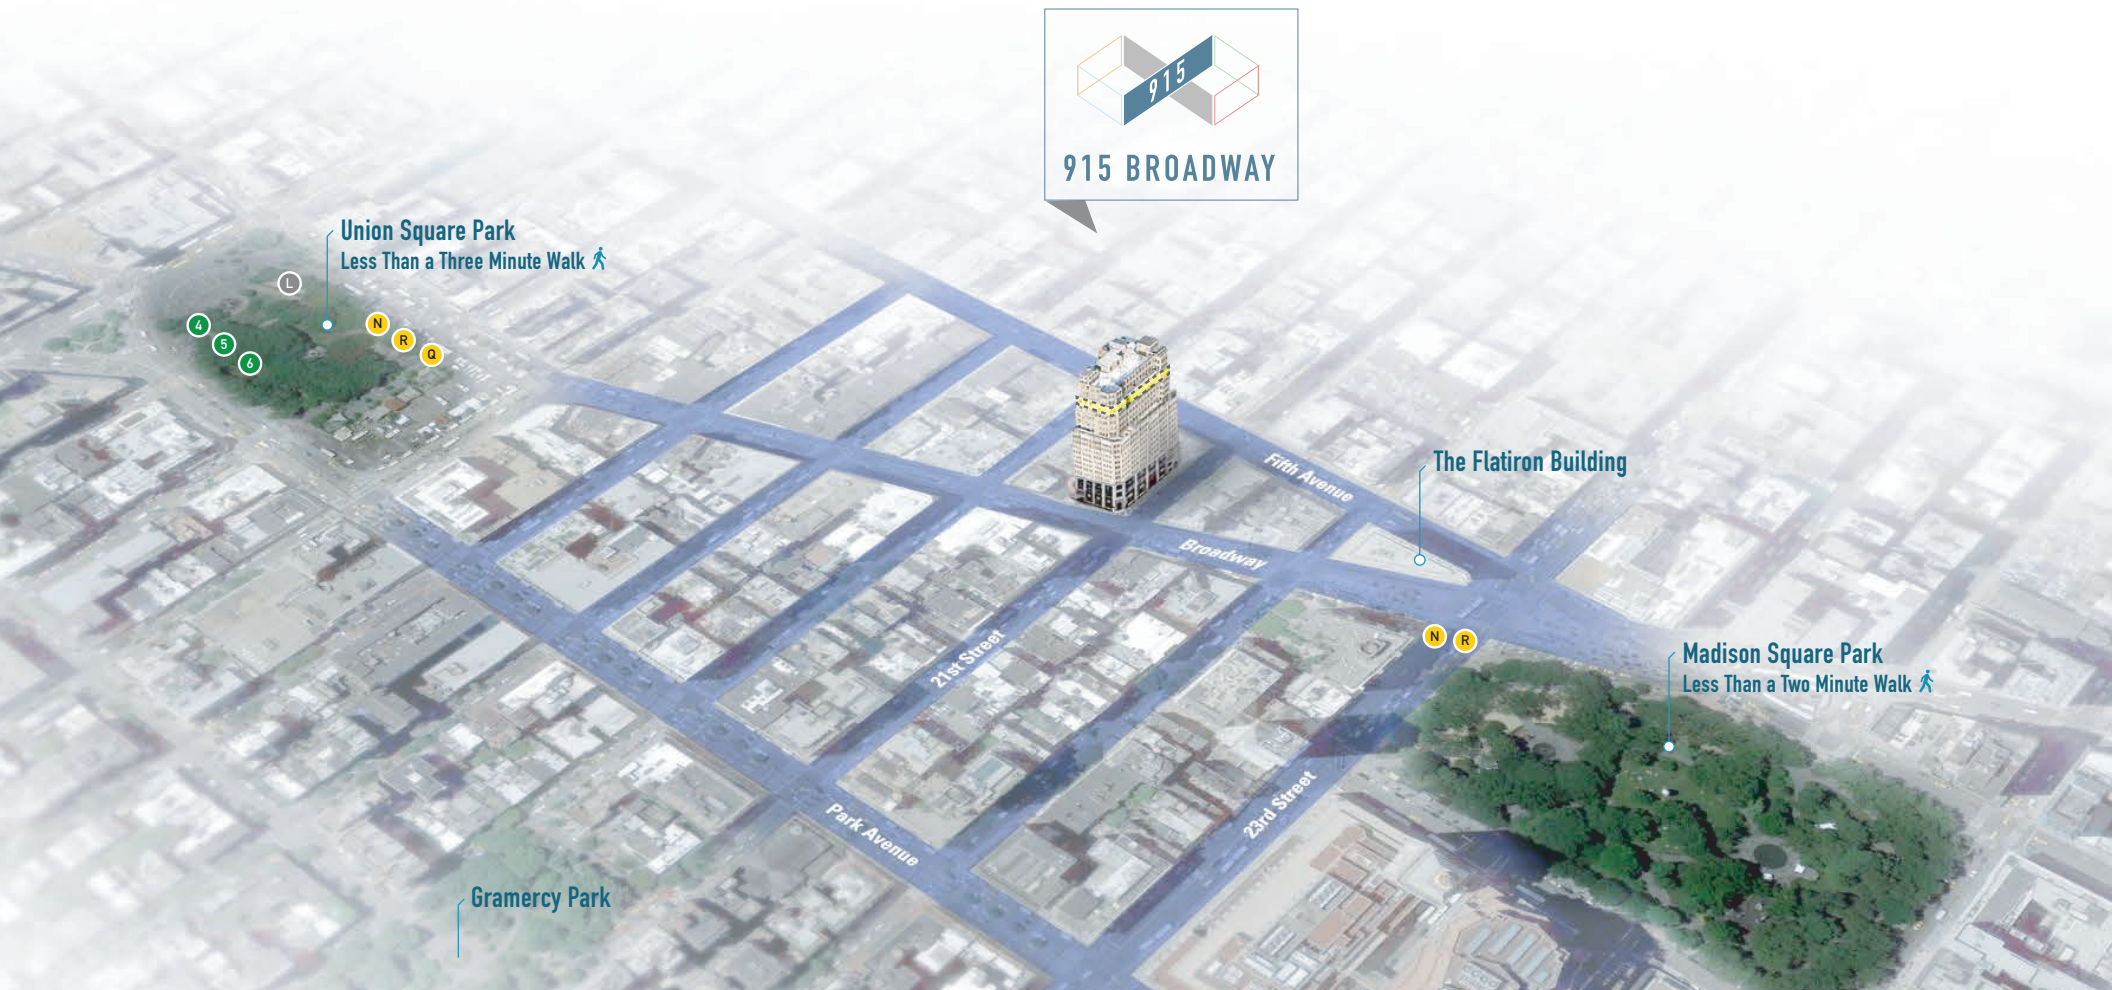 915
915 BROADWAY
Union Square Park
Less Than a Three Minute Walk
L
4
5
6
N
R
Q
Fifth Avenue
The Flatiron Building
Broadway
21st Street
N
R
Madison Square Park
Less Than a Two Minute Walk
23rd Street
Park Avenue
Gramercy Park